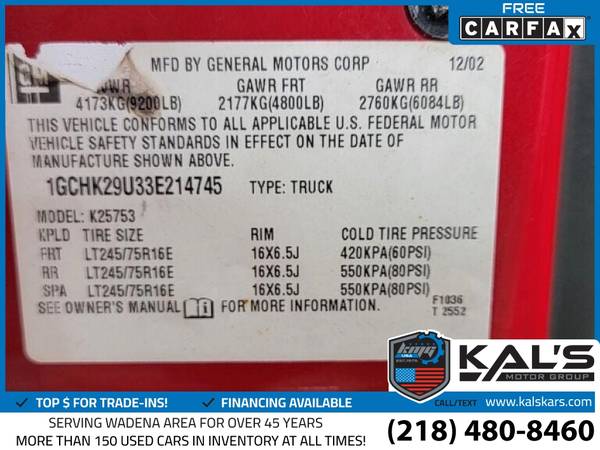 FREE
CARFAX
GM
MFD BY GENERAL MOTORS CORP 12/02
GVWR GAWR FRT GAWR RR
4173KG(9200LB) 2177KG(4800LB) 2760KG(6084LB)
THIS VEHICLE CONFORMS TO ALL APPLICABLE U.S. FEDERAL MOTOR
VEHICLE SAFETY STANDARDS IN EFFECT ON THE DATE OF
MANUFACTURE SHOWN ABOVE.
1GCHK29U33E214745 TYPE: TRUCK
MODEL: K25753
KPLD TIRE SIZE RIM COLD TIRE PRESSURE
FRT LT245/75R16E 16X6.5J 420KPA(60PSI)
RR LT245/75R16E 16X6.5J 550KPA(80PSI)
SPA LT245/75R16E 16X6.5J 550KPA(80PSI)
SEE OWNER'S MANUAL FOR MORE INFORMATION.
F1036
T 2552
KMG
USA
KAL'S
MOTOR GROUP
CALL/TEXT www.kalskars.com
TOP $ FOR TRADE-INS! FINANCING AVAILABLE
SERVING WADENA AREA FOR OVER 45 YEARS
MORE THAN 150 USED CARS IN INVENTORY AT ALL TIMES!
(218) 480-8460